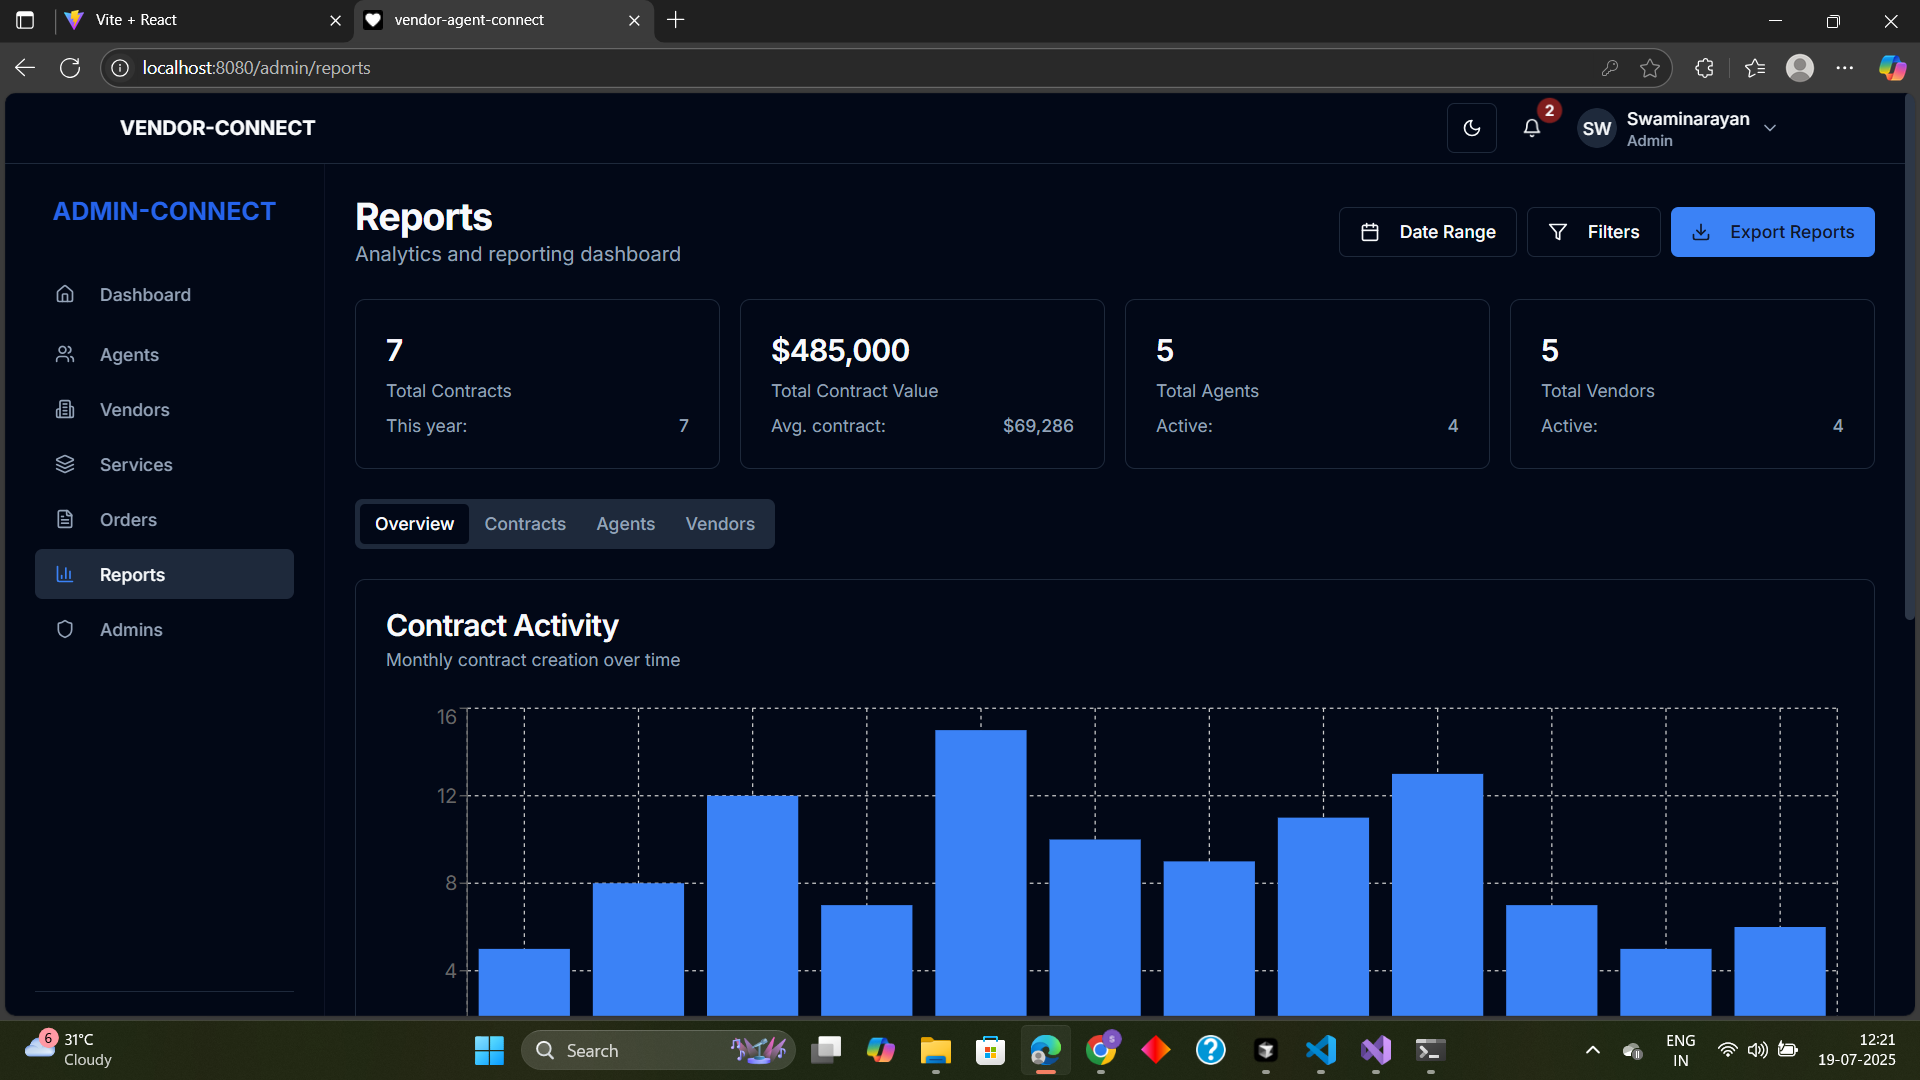 Vite + React
vendor-agent-connect
localhost:8080/admin/reports
VENDOR-CONNECT
2
SW
Swaminarayan
Admin
ADMIN-CONNECT
Dashboard
Agents
Vendors
Services
Orders
Reports
Admins
Reports
Analytics and reporting dashboard
Date Range
Filters
Export Reports
7
Total Contracts
This year: 7
$485,000
Total Contract Value
Avg. contract: $69,286
5
Total Agents
Active: 4
5
Total Vendors
Active: 4
Overview Contracts Agents Vendors
Contract Activity
Monthly contract creation over time
16
12
8
4
6
31°C
Cloudy
Search
S
ENG
IN
12:21
19-07-2025